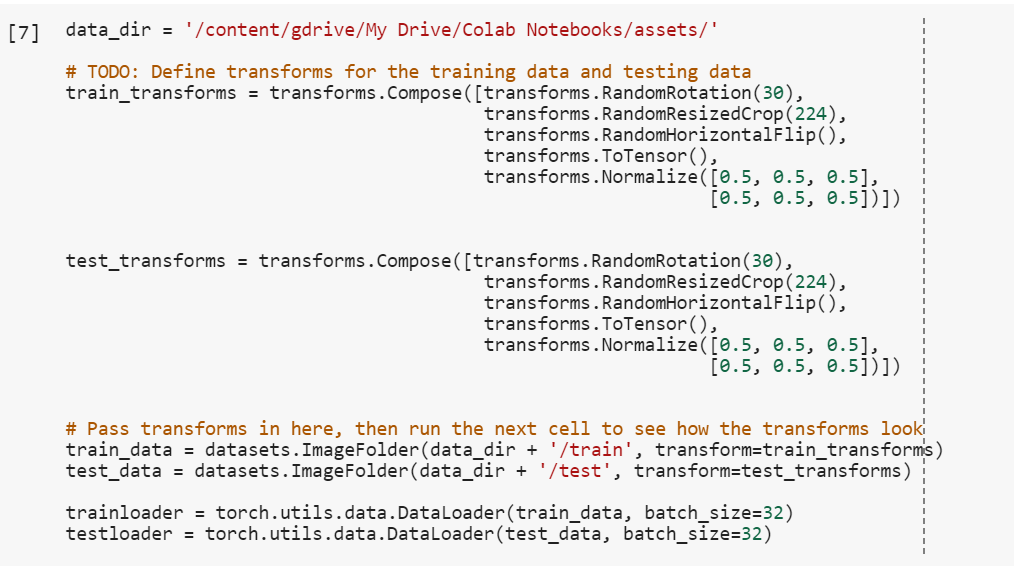 [7] data_dir = '/content/gdrive/My Drive/Colab Notebooks/assets/'
# TODO: Define transforms for the training data and testing data
train_transforms = transforms.Compose([transforms.RandomRotation(30),
transforms.RandomResizedCrop(224),
transforms.RandomHorizontalFlip(),
transforms.ToTensor(),
transforms.Normalize([0.5, 0.5, 0.5],
[0.5, 0.5, 0.5])])
test_transforms = transforms.Compose([transforms.RandomRotation(30),
transforms.RandomResizedCrop(224),
transforms.RandomHorizontalFlip(),
transforms.ToTensor(),
transforms.Normalize([0.5, 0.5, 0.5],
[0.5, 0.5, 0.5])])
# Pass transforms in here, then run the next cell to see how the transforms look
train_data = datasets.ImageFolder(data_dir + '/train', transform=train_transforms)
test_data = datasets.ImageFolder(data_dir + '/test', transform=test_transforms)
trainloader = torch.utils.data.DataLoader(train_data, batch_size=32)
testloader = torch.utils.data.DataLoader(test_data, batch_size=32)